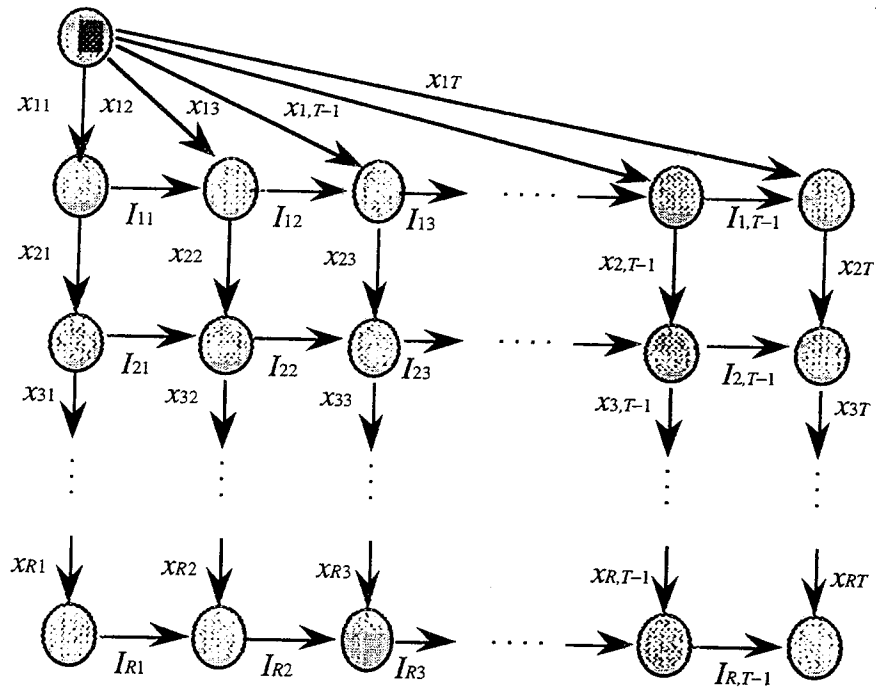 x1T
x11 x12 x13 x1,T-1
I11 I12 I13 .... I1,T-1
x21 x22 x23 x2,T-1 x2T
I21 I22 I23 .... I2,T-1
x31 x32 x33 x3,T-1 x3T
xR1 xR2 xR3 xR,T-1 xRT
IR1 IR2 IR3 .... IR,T-1